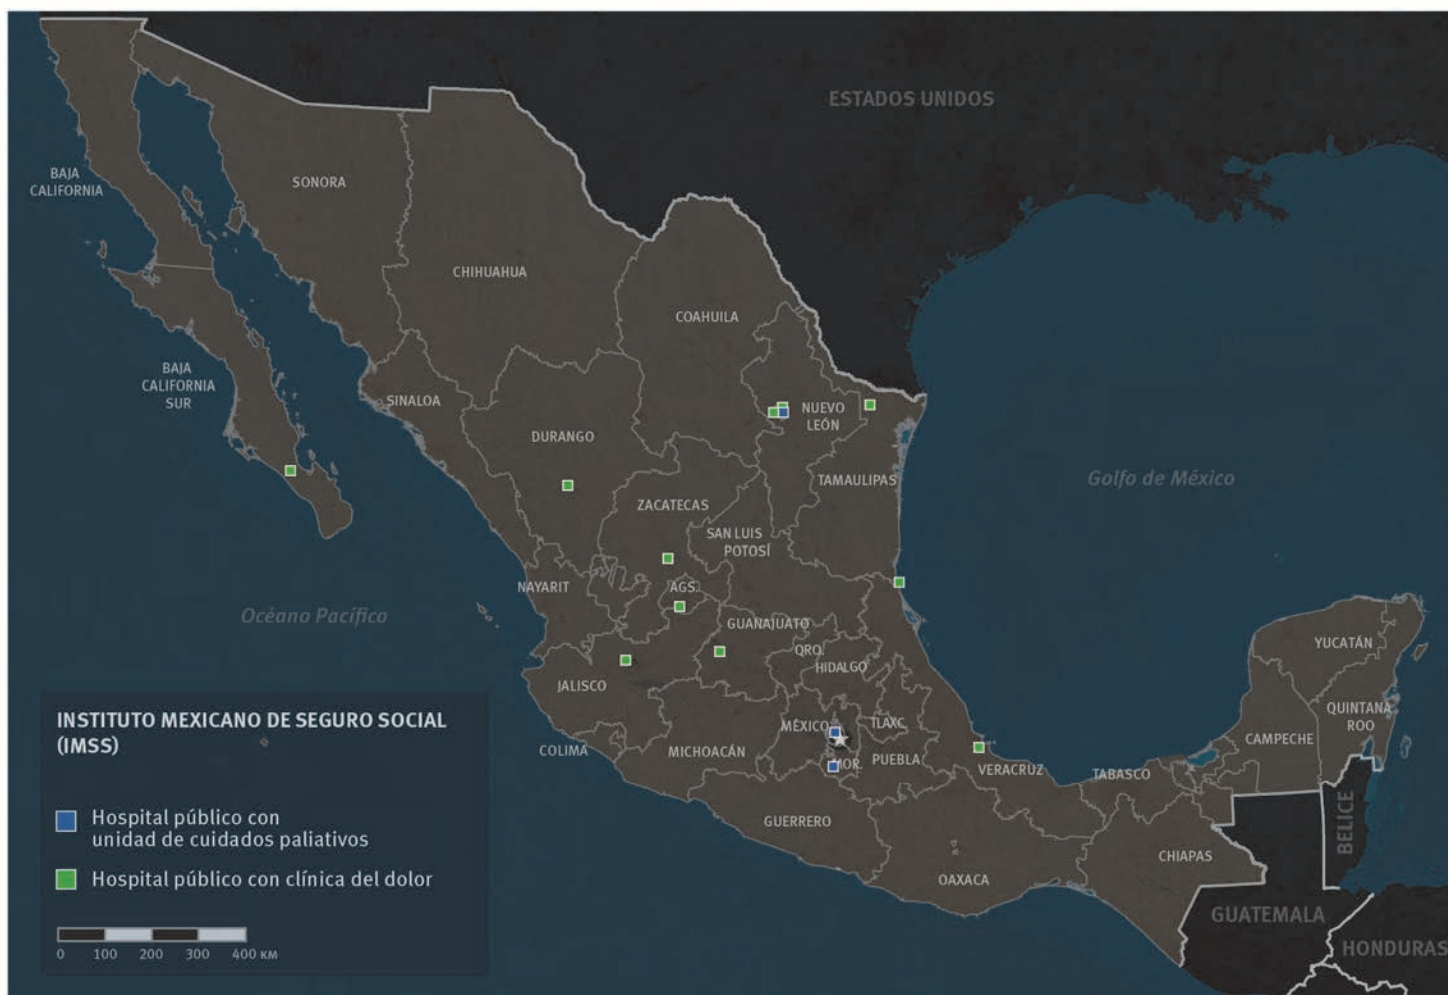 ESTADOS UNIDOS
BAJA
CALIFORNIA
SONORA
CHIHUAHUA
COAHUILA
BAJA
CALIFORNIA
SUR
SINALOA
NUEVO
LEÓN
DURANGO
TAMAULIPAS
Golfo de México
ZACATECAS
SAN LUIS
POTOSÍ
NAYARIT
AGS.
Océano Pacífico
GUANAJUATO
QRO.
HIDALGO
YUCATÁN
JALISCO
QUINTANA
ROO
MÉXICO
TLAXC.
CAMPECHE
COLIMA
MICHOACÁN
MOR.
PUEBLA
VERACRUZ
TABASCO
GUERRERO
BELICE
CHIAPAS
OAXACA
GUATEMALA
HONDURAS
INSTITUTO MEXICANO DE SEGURO SOCIAL
(IMSS)
Hospital público con
unidad de cuidados paliativos
Hospital público con clínica del dolor
0 100 200 300 400 KM